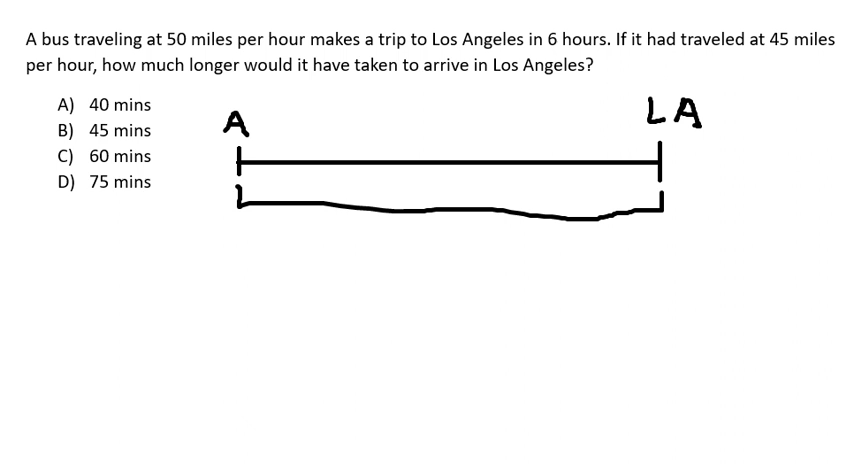 A bus traveling at 50 miles per hour makes a trip to Los Angeles in 6 hours. If it had traveled at 45 miles
per hour, how much longer would it have taken to arrive in Los Angeles?
A) 40 mins
B) 45 mins
C) 60 mins
D) 75 mins
A
LA